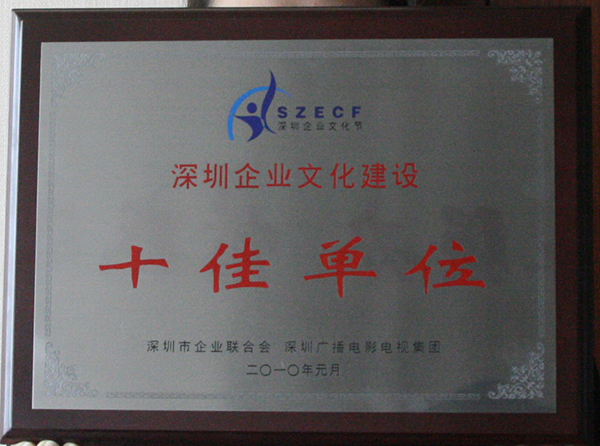 SZECF
深圳企业文化节
深圳企业文化建设
十佳单位
深圳市企业联合会 深圳广播电影电视集团
二〇一〇年元月